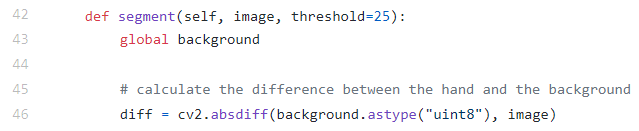 42 def segment(self, image, threshold=25):
43 global background
44
45 # calculate the difference between the hand and the background
46 diff = cv2.absdiff(background.astype("uint8"), image)